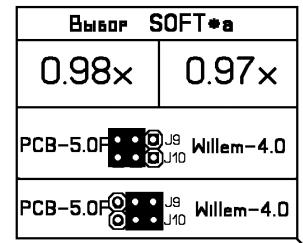 Выбор SOFT*а
0.98x 0.97x
PCB-5.0F J9 Willem-4.0
J10
PCB-5.0F J9 Willem-4.0
J10